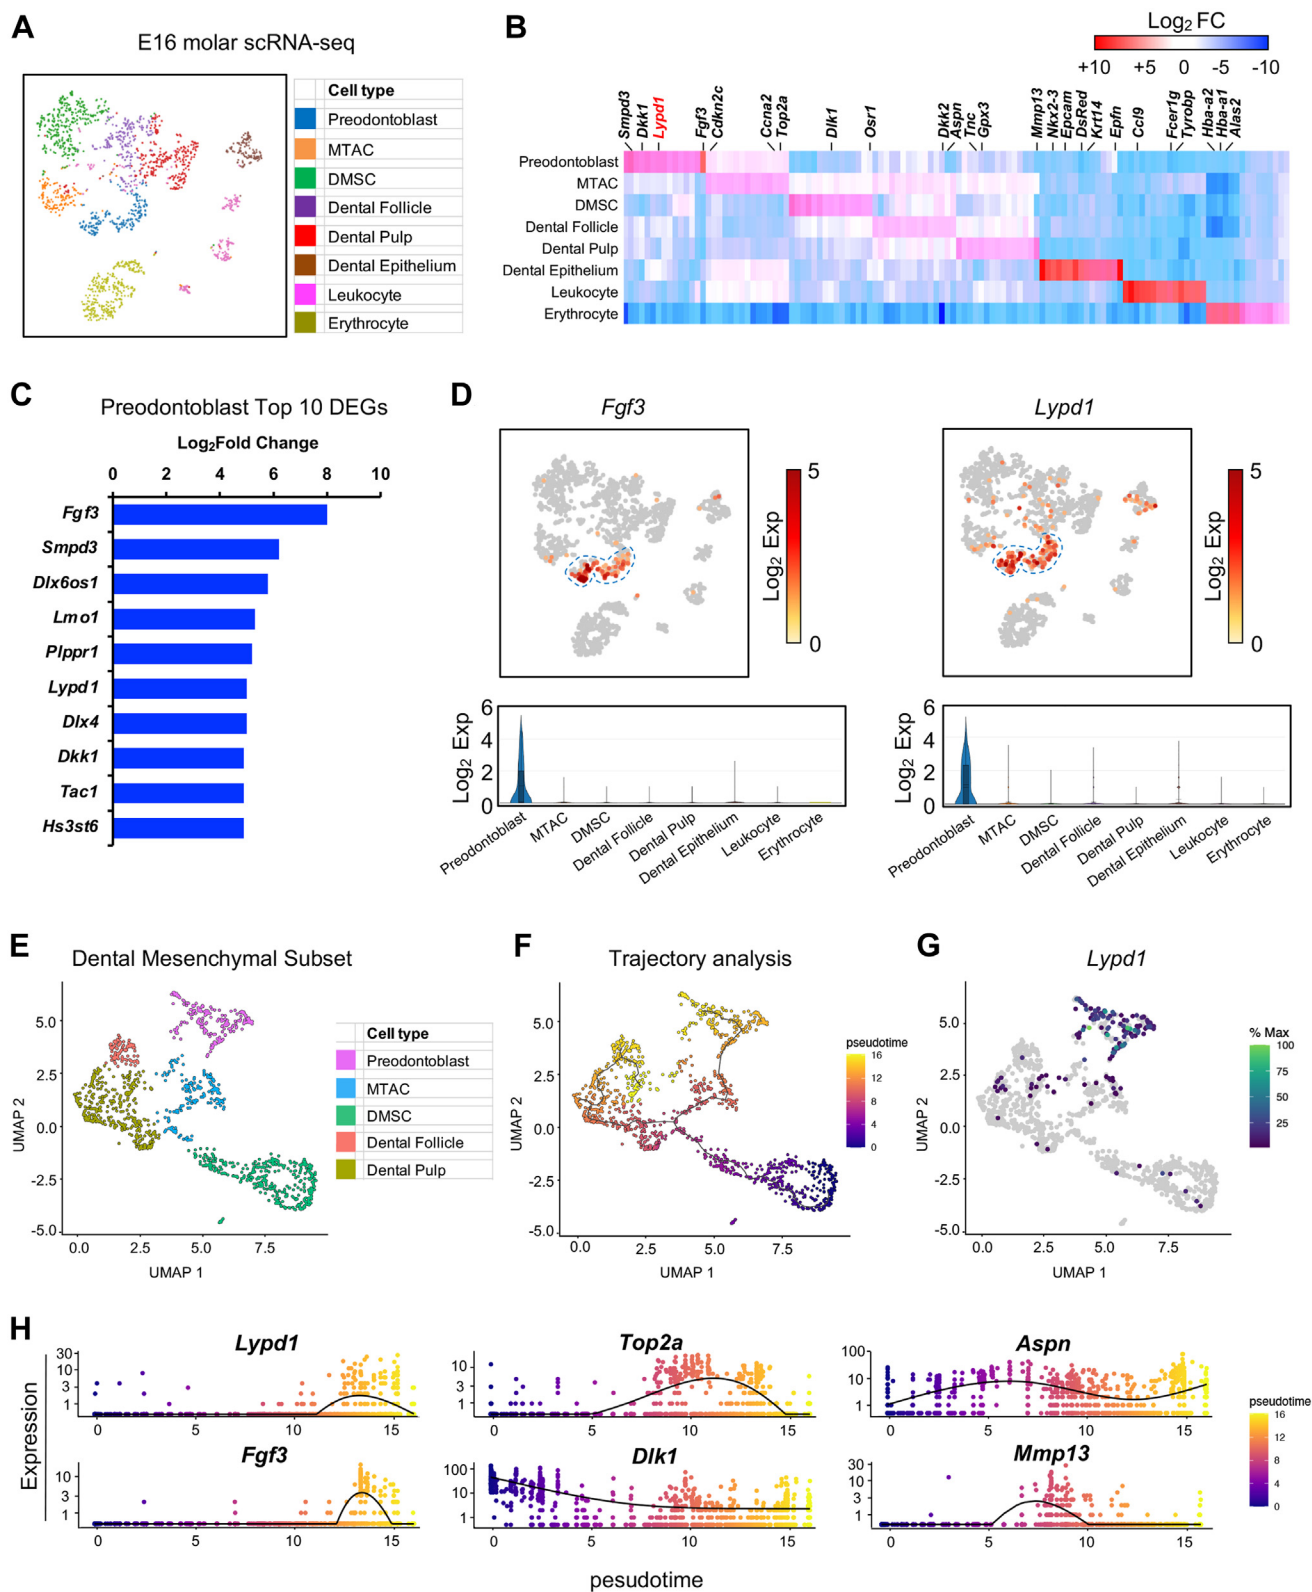 A
E16 molar scRNA-seq
Cell type
Preodontoblast
MTAC
DMSC
Dental Follicle
Dental Pulp
Dental Epithelium
Leukocyte
Erythrocyte
B
Log2 FC
+10 +5 0 -5 -10
Smpd3 Dkk1 Lypd1 Fgf3 Cdkn2c Ccna2 Top2a Dlk1 Osr1 Dkk2 Aspn Tnc Gpx3 Mmp13 Nkx2-3 Epcam DsRed Krt14 Epfn Ccl9 Fcer1g Tyrobp Hba-a2 Hba-a1 Alas2
Preodontoblast
MTAC
DMSC
Dental Follicle
Dental Pulp
Dental Epithelium
Leukocyte
Erythrocyte
C
Preodontoblast Top 10 DEGs
Log2Fold Change
0 2 4 6 8 10
Fgf3
Smpd3
Dlx6os1
Lmo1
Plppr1
Lypd1
Dlx4
Dkk1
Tac1
Hs3st6
D
Fgf3
5
Log2 Exp
0
6
4
2
0
Log2 Exp
Preodontoblast MTAC DMSC Dental Follicle Dental Pulp Dental Epithelium Leukocyte Erythrocyte
Lypd1
5
Log2 Exp
0
6
4
2
0
Log2 Exp
Preodontoblast MTAC DMSC Dental Follicle Dental Pulp Dental Epithelium Leukocyte Erythrocyte
E
Dental Mesenchymal Subset
5.0
2.5
0.0
-2.5
-5.0
UMAP 2
0.0 2.5 5.0 7.5
UMAP 1
Cell type
Preodontoblast
MTAC
DMSC
Dental Follicle
Dental Pulp
F
Trajectory analysis
5.0
2.5
0.0
-2.5
-5.0
UMAP 2
0.0 2.5 5.0 7.5
UMAP 1
pseudotime
16
12
8
4
0
G
Lypd1
5.0
2.5
0.0
-2.5
-5.0
UMAP 2
0.0 2.5 5.0 7.5
UMAP 1
% Max
100
75
50
25
H
Expression
Lypd1
30
10
3
1
0 5 10 15
Top2a
10
3
1
0 5 10 15
Aspn
100
10
1
0 5 10 15
Fgf3
10
3
1
0 5 10 15
Dlk1
100
10
1
0 5 10 15
Mmp13
30
10
3
1
0 5 10 15
pseudotime
16
12
8
4
0
pesudotime